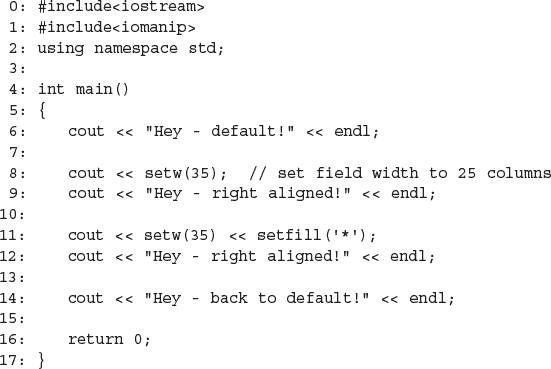 0: #include<iostream>
1: #include<iomanip>
2: using namespace std;
3:
4: int main()
5: {
6:    cout << "Hey - default!" << endl;
7:
8:    cout << setw(35);  // set field width to 25 columns
9:    cout << "Hey - right aligned!" << endl;
10:
11:    cout << setw(35) << setfill('*');
12:    cout << "Hey - right aligned!" << endl;
13:
14:    cout << "Hey - back to default!" << endl;
15:
16:    return 0;
17: }